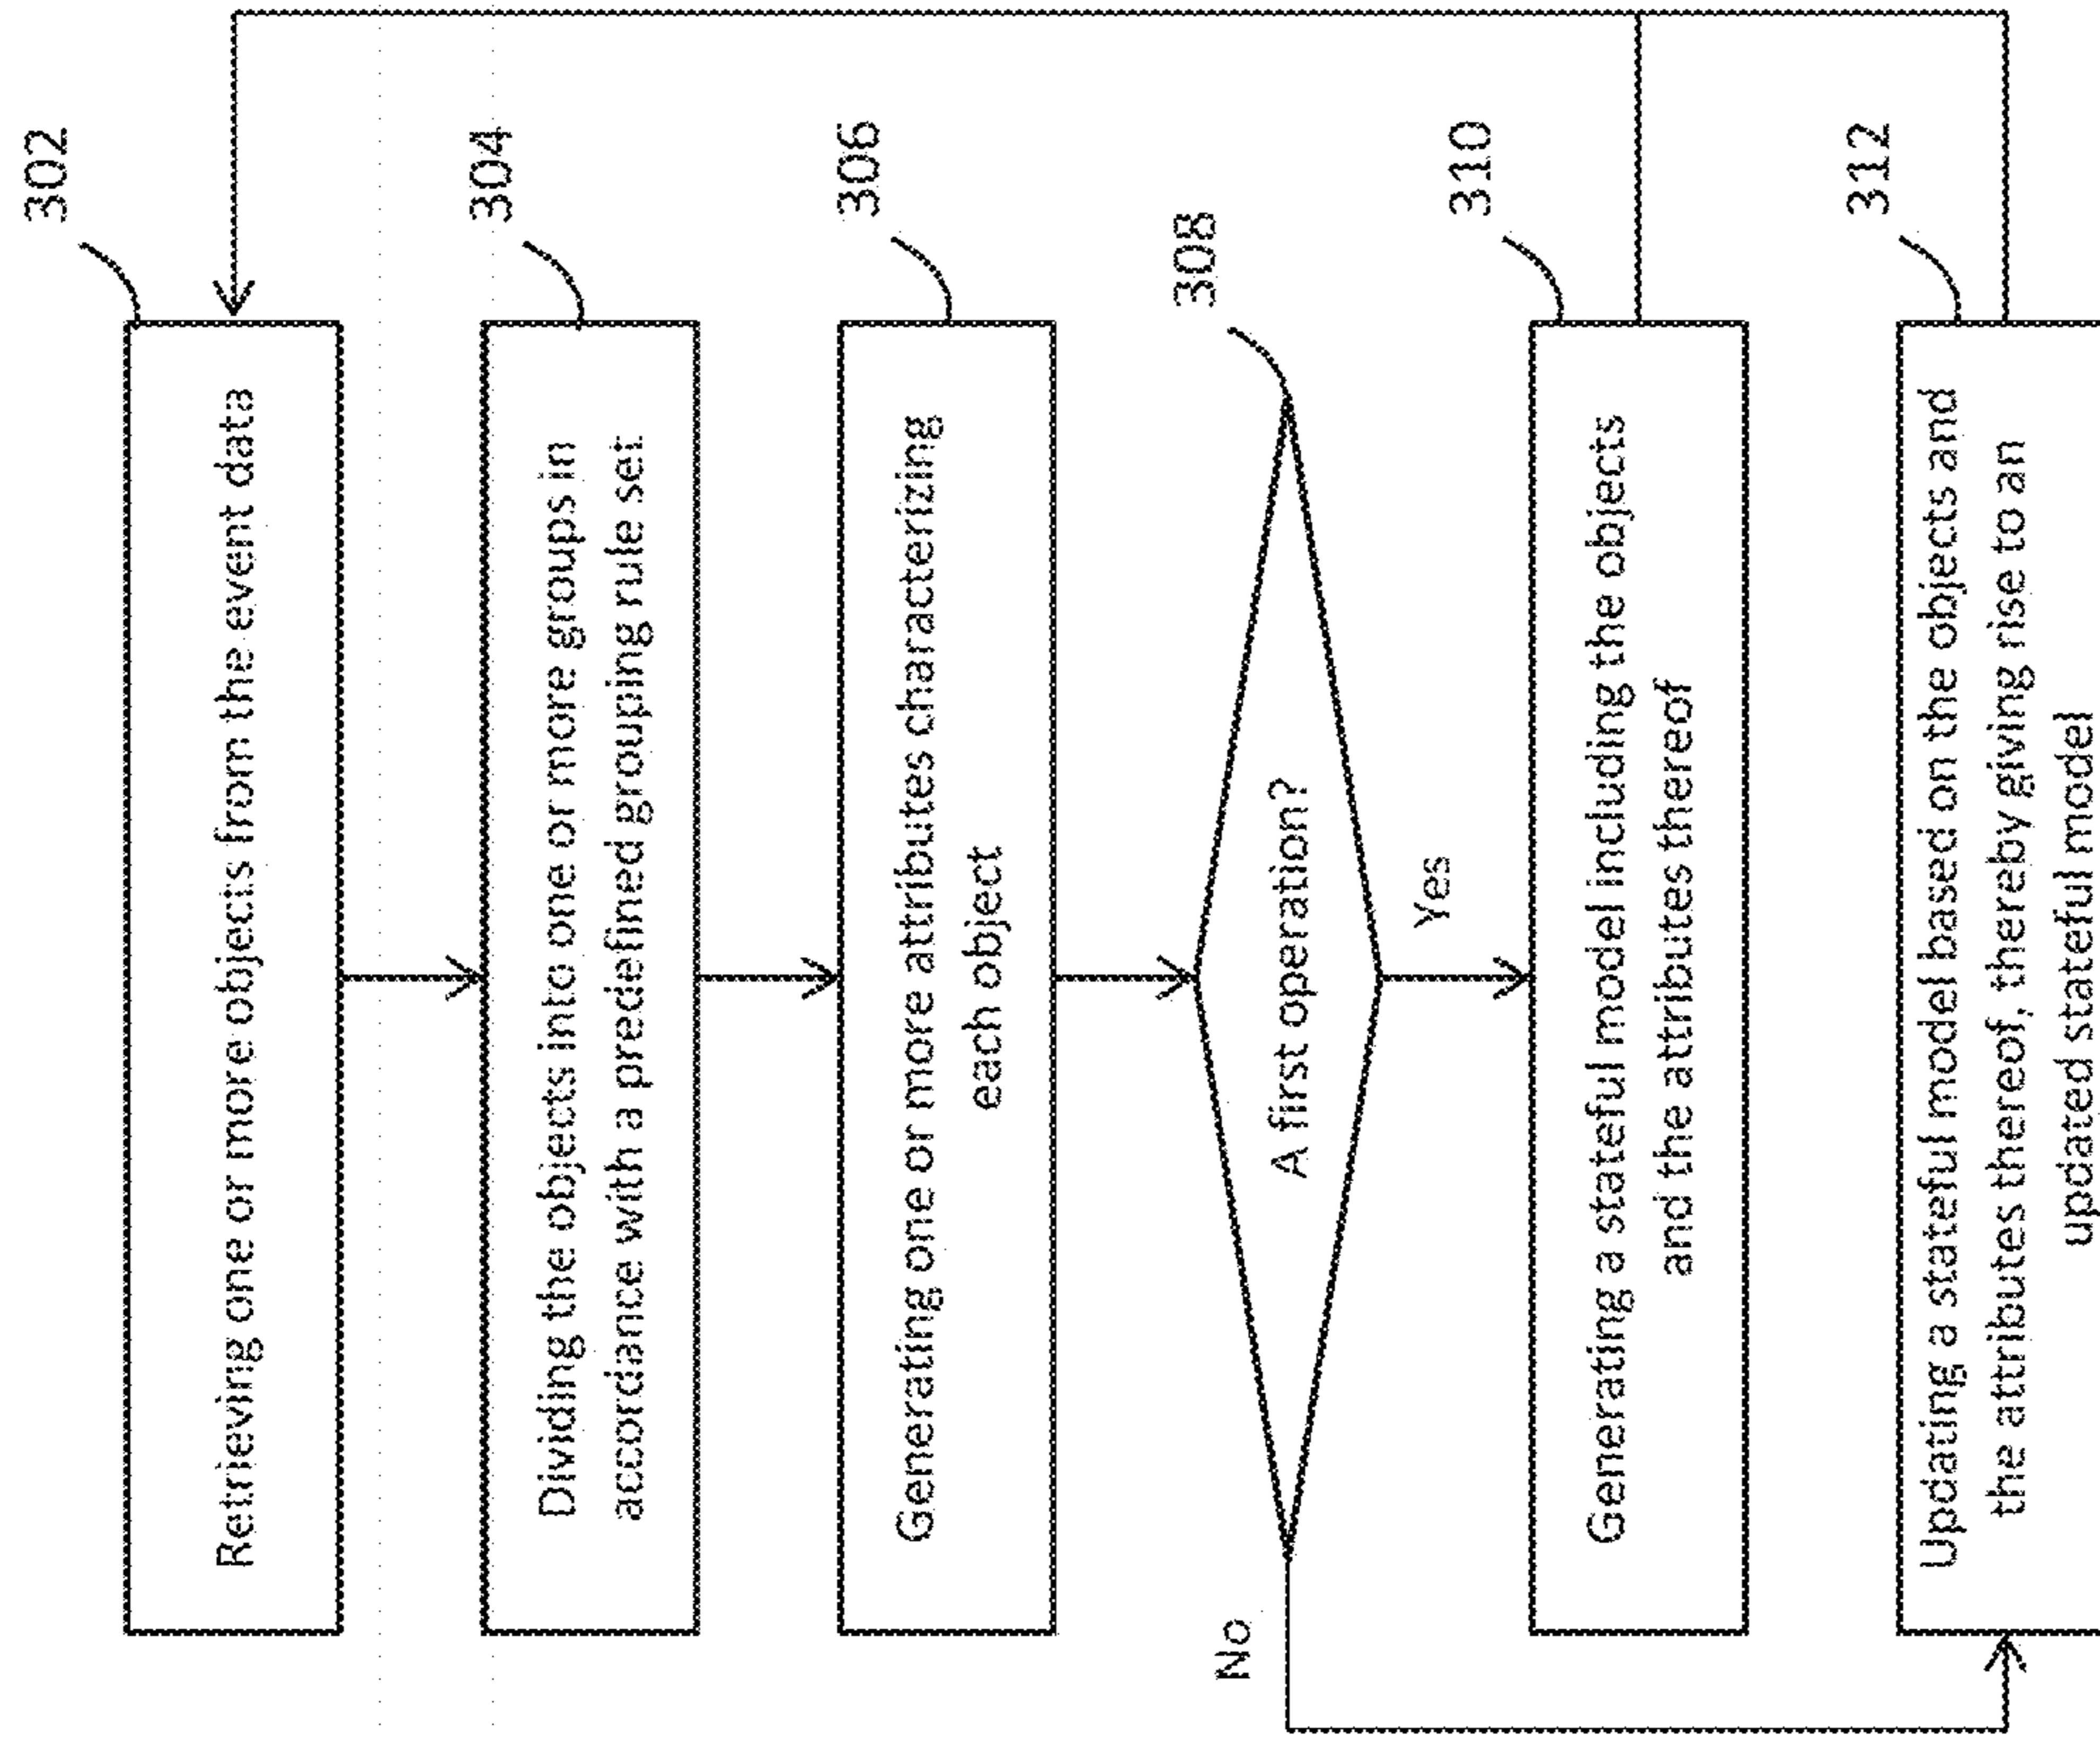 302
Retrieving one or more objects from the event data
304
Dividing the objects into one or more groups in
accordance with a predefined grouping rule set
306
Generating one or more attributes characterizing
each object
308
A first operation?
No
Yes
310
Generating a stateful model including the objects
and the attributes thereof
312
Updating a stateful model based on the objects and
the attributes thereof, thereby giving rise to an
updated stateful model